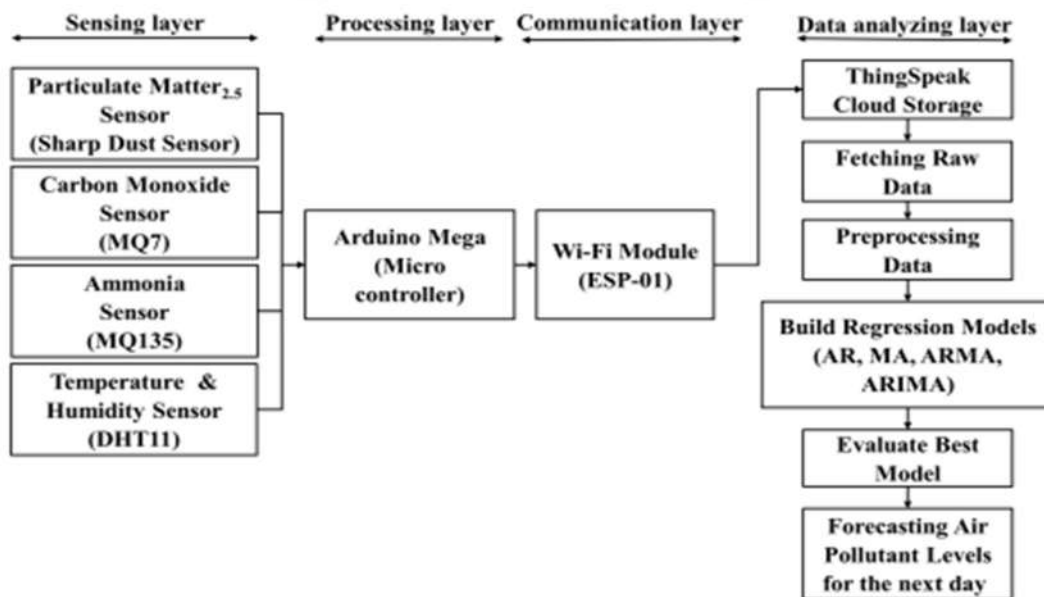 Sensing layer
Processing layer
Communication layer
Data analyzing layer
Particulate Matter₂.₅
Sensor
(Sharp Dust Sensor)
Carbon Monoxide
Sensor
(MQ7)
Ammonia
Sensor
(MQ135)
Temperature &
Humidity Sensor
(DHT11)
Arduino Mega
(Micro
controller)
Wi-Fi Module
(ESP-01)
ThingSpeak
Cloud Storage
Fetching Raw
Data
Preprocessing
Data
Build Regression Models
(AR, MA, ARMA,
ARIMA)
Evaluate Best
Model
Forecasting Air
Pollutant Levels
for the next day